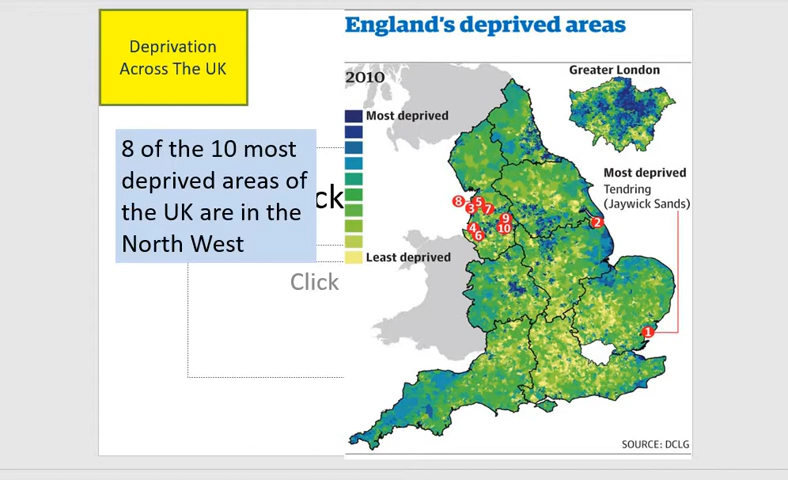 Deprivation
Across The UK
8 of the 10 most
deprived areas of
the UK are in the
North West
ck
Click
England's deprived areas
2010
Greater London
Most deprived
Least deprived
Most deprived
Tendring
(Jaywick Sands)
8 5
3 7
9
4 10
6
2
1
SOURCE: DCLG